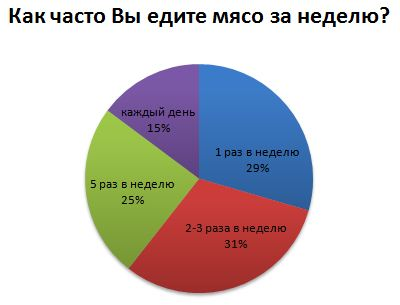 Как часто Вы едите мясо за неделю?
каждый день
15%
1 раз в неделю
29%
5 раз в неделю
25%
2-3 раза в неделю
31%